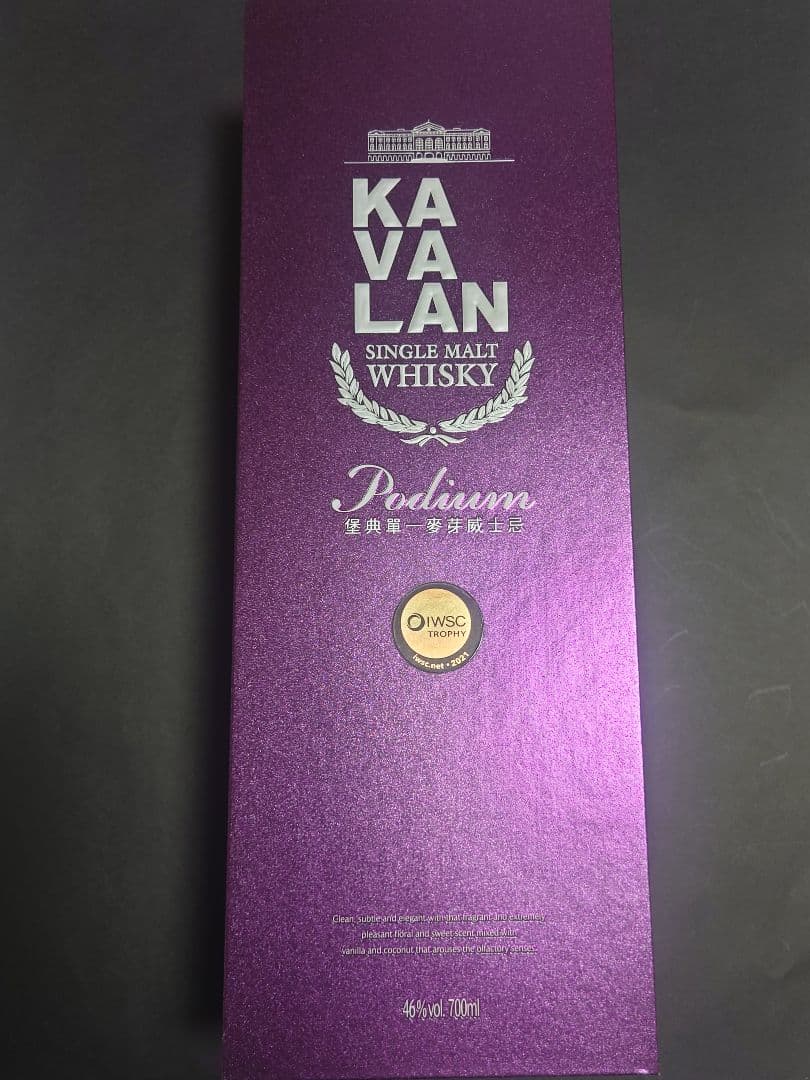 KA
VA
LAN
SINGLE MALT
WHISKY
Podium
堡典單一麥芽威士忌
IWSC
TROPHY
iwsc.net • 2021
Clean, subtle and elegant with that fragrant and extremely
pleasant floral and sweet scent mixed with
vanilla and coconut that arouses the olfactory senses.
46%vol. 700ml